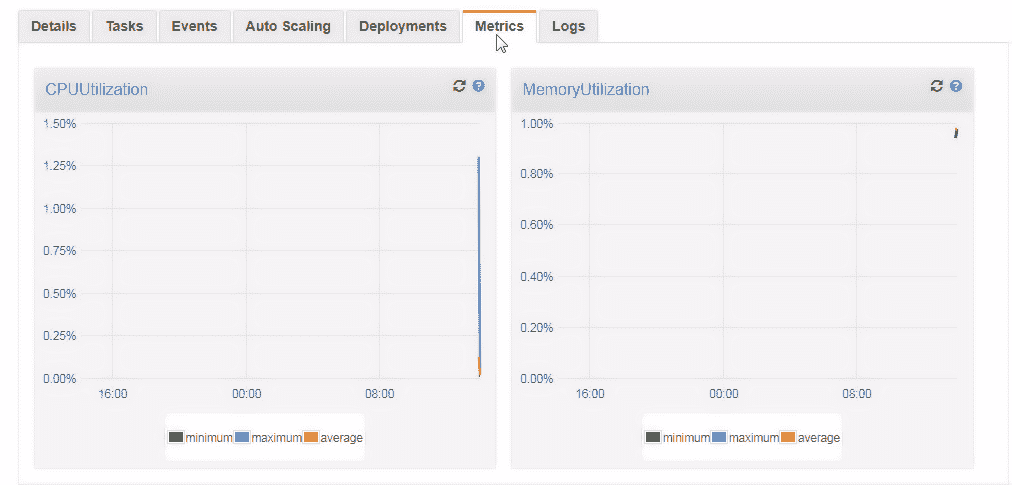 Details Tasks Events Auto Scaling Deployments Metrics Logs
CPUUtilization ?
1.50%
1.25%
1.00%
0.75%
0.50%
0.25%
0.00%
16:00 00:00 08:00
minimum maximum average
MemoryUtilization ?
1.00%
0.80%
0.60%
0.40%
0.20%
0.00%
16:00 00:00 08:00
minimum maximum average